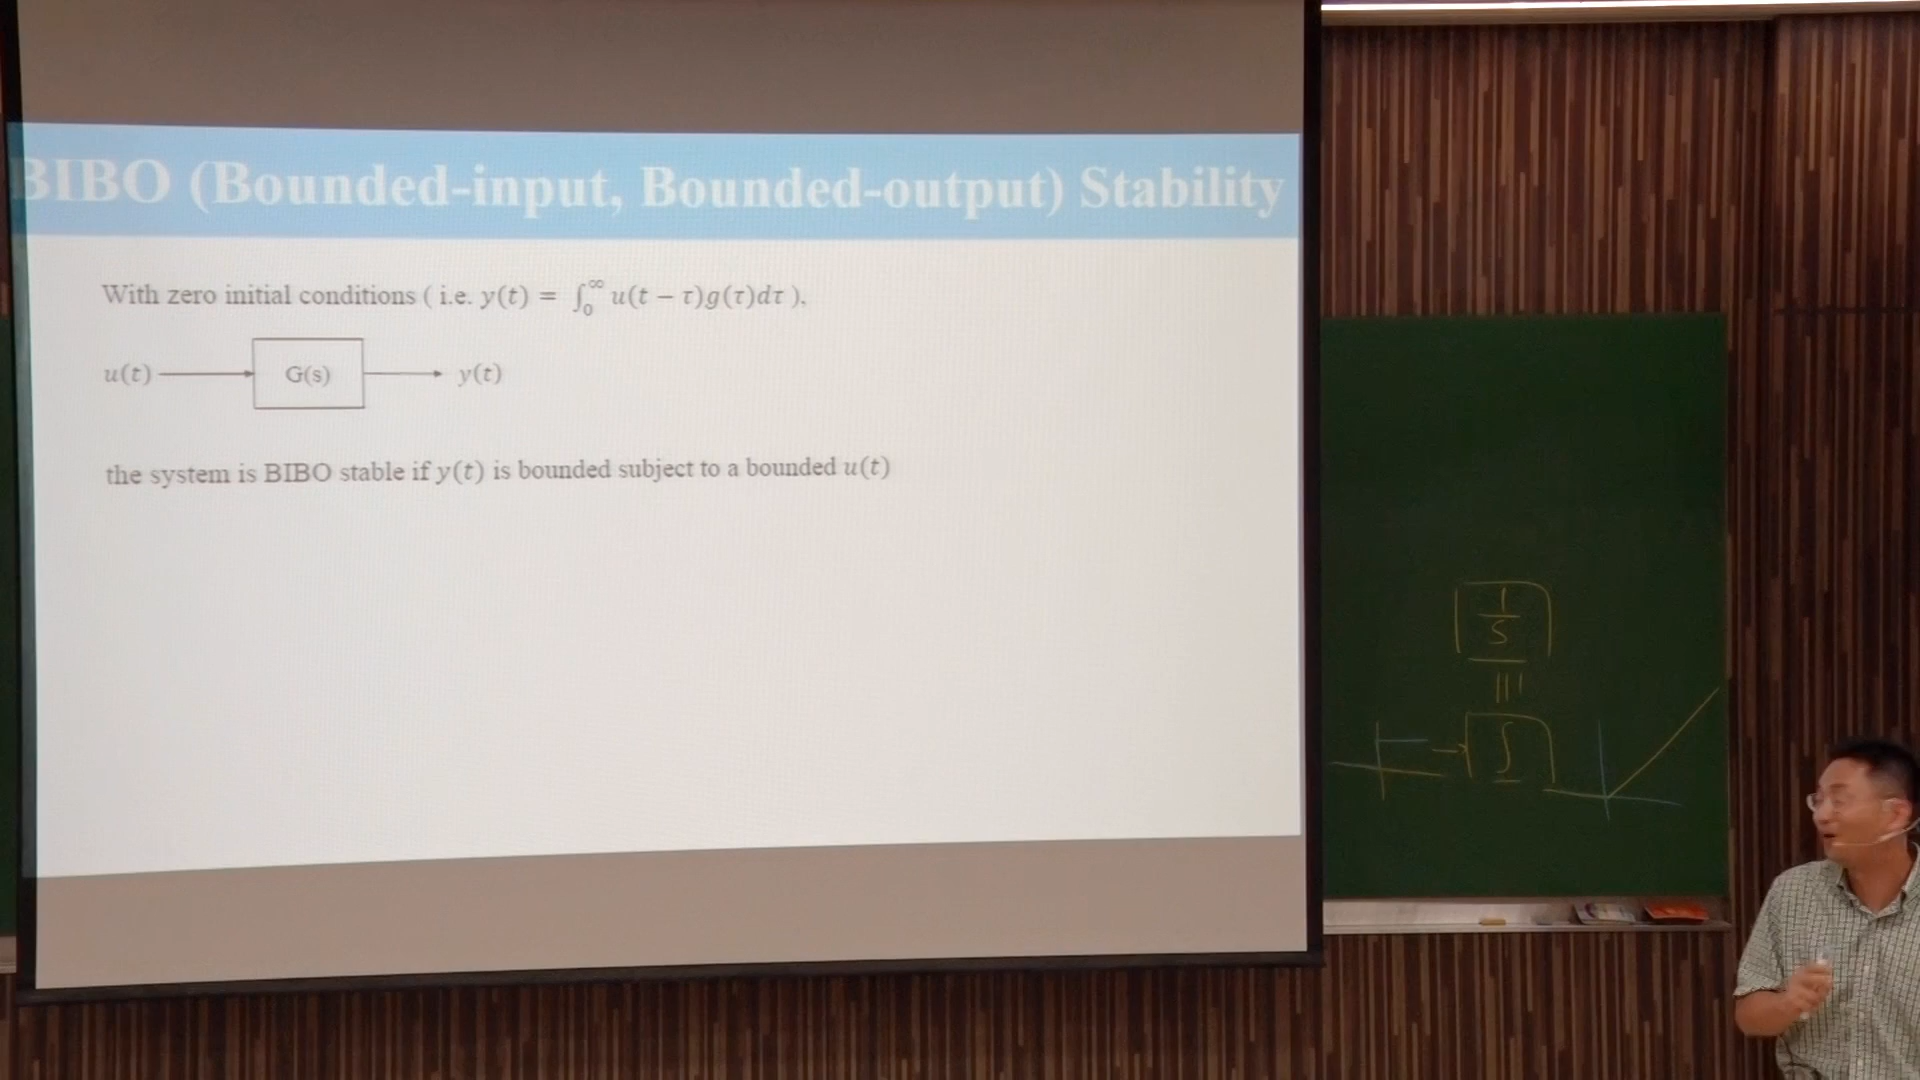 BIBO (Bounded-input, Bounded-output) Stability
With zero initial conditions ( i.e. y(t) = ∫₀^∞ u(t − τ)g(τ)dτ ),
u(t) G(s) y(t)
the system is BIBO stable if y(t) is bounded subject to a bounded u(t)
1/s
≡
∫